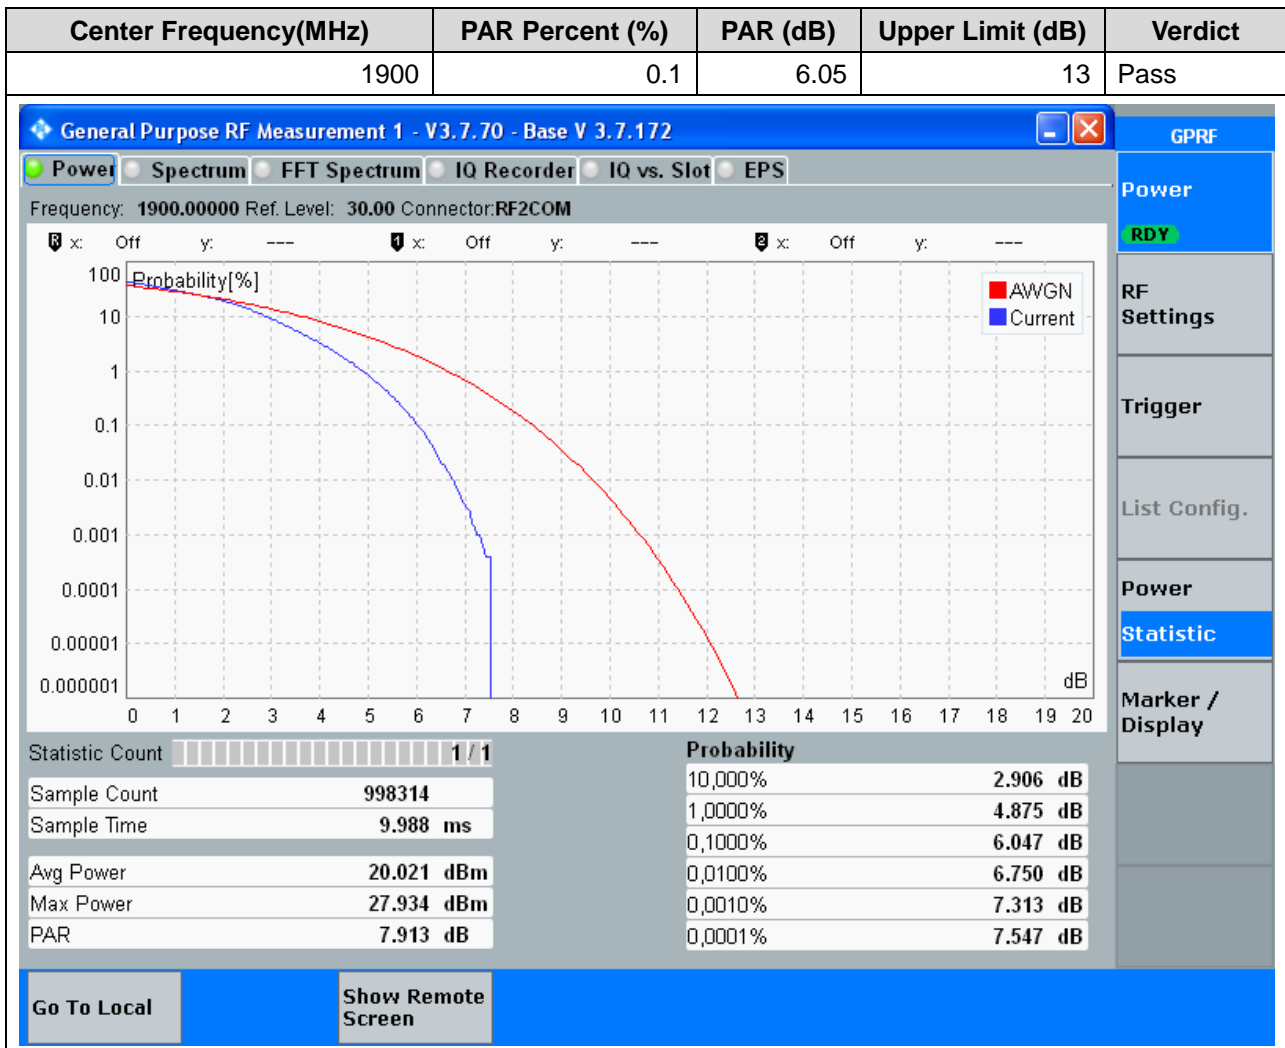 Center Frequency(MHz) PAR Percent (%) PAR (dB) Upper Limit (dB) Verdict
1900 0.1 6.05 13 Pass
General Purpose RF Measurement 1 - V3.7.70 - Base V 3.7.172
GPRF
Power Spectrum FFT Spectrum IQ Recorder IQ vs. Slot EPS
Power
RDY
Frequency: 1900.00000 Ref. Level: 30.00 Connector:RF2COM
R x: Off y: --- 1 x: Off y: --- 2 x: Off y: ---
Probability[%]
AWGN
Current
100
10
1
0.1
0.01
0.001
0.0001
0.00001
0.000001
dB
0 1 2 3 4 5 6 7 8 9 10 11 12 13 14 15 16 17 18 19 20
RF
Settings
Trigger
List Config.
Power
Statistic
Marker /
Display
Statistic Count 1 / 1
Sample Count 998314
Sample Time 9.988 ms
Avg Power 20.021 dBm
Max Power 27.934 dBm
PAR 7.913 dB
Probability
10,000% 2.906 dB
1,0000% 4.875 dB
0,1000% 6.047 dB
0,0100% 6.750 dB
0,0010% 7.313 dB
0,0001% 7.547 dB
Go To Local
Show Remote
Screen